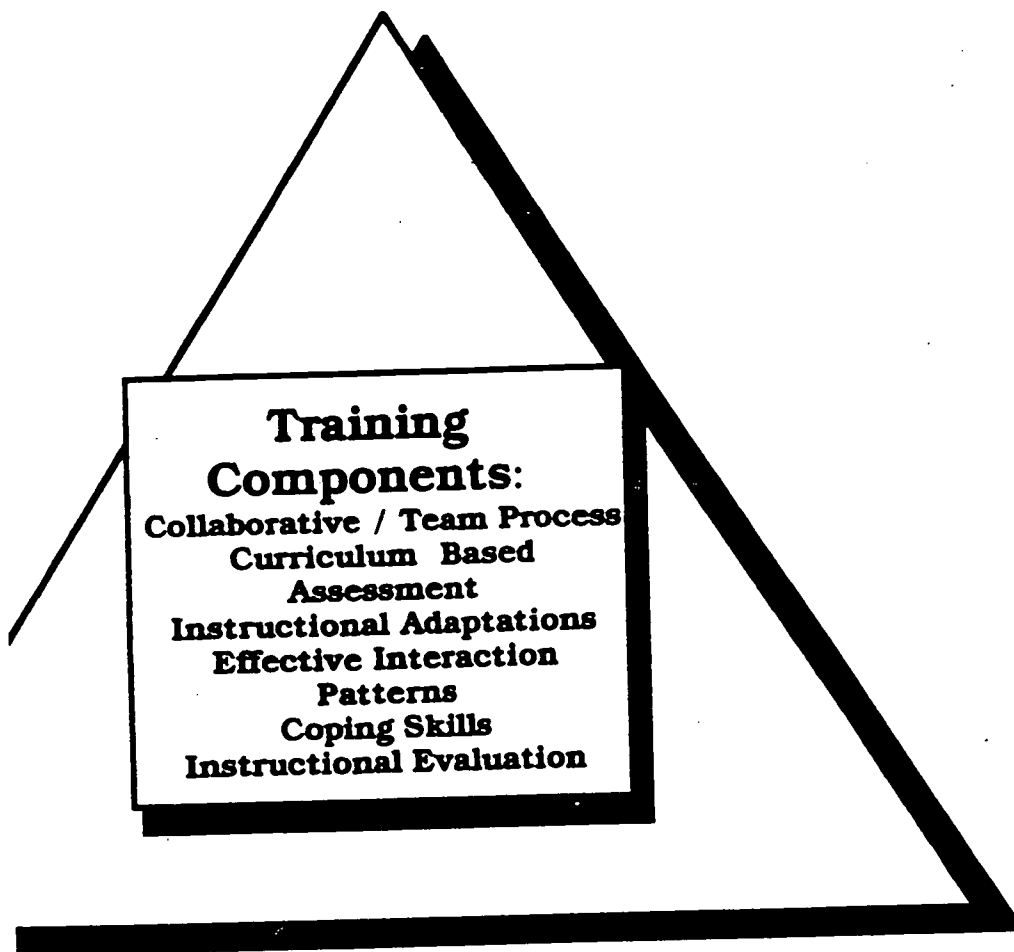 Training
Components:
Collaborative / Team Process
Curriculum Based
Assessment
Instructional Adaptations
Effective Interaction
Patterns
Coping Skills
Instructional Evaluation